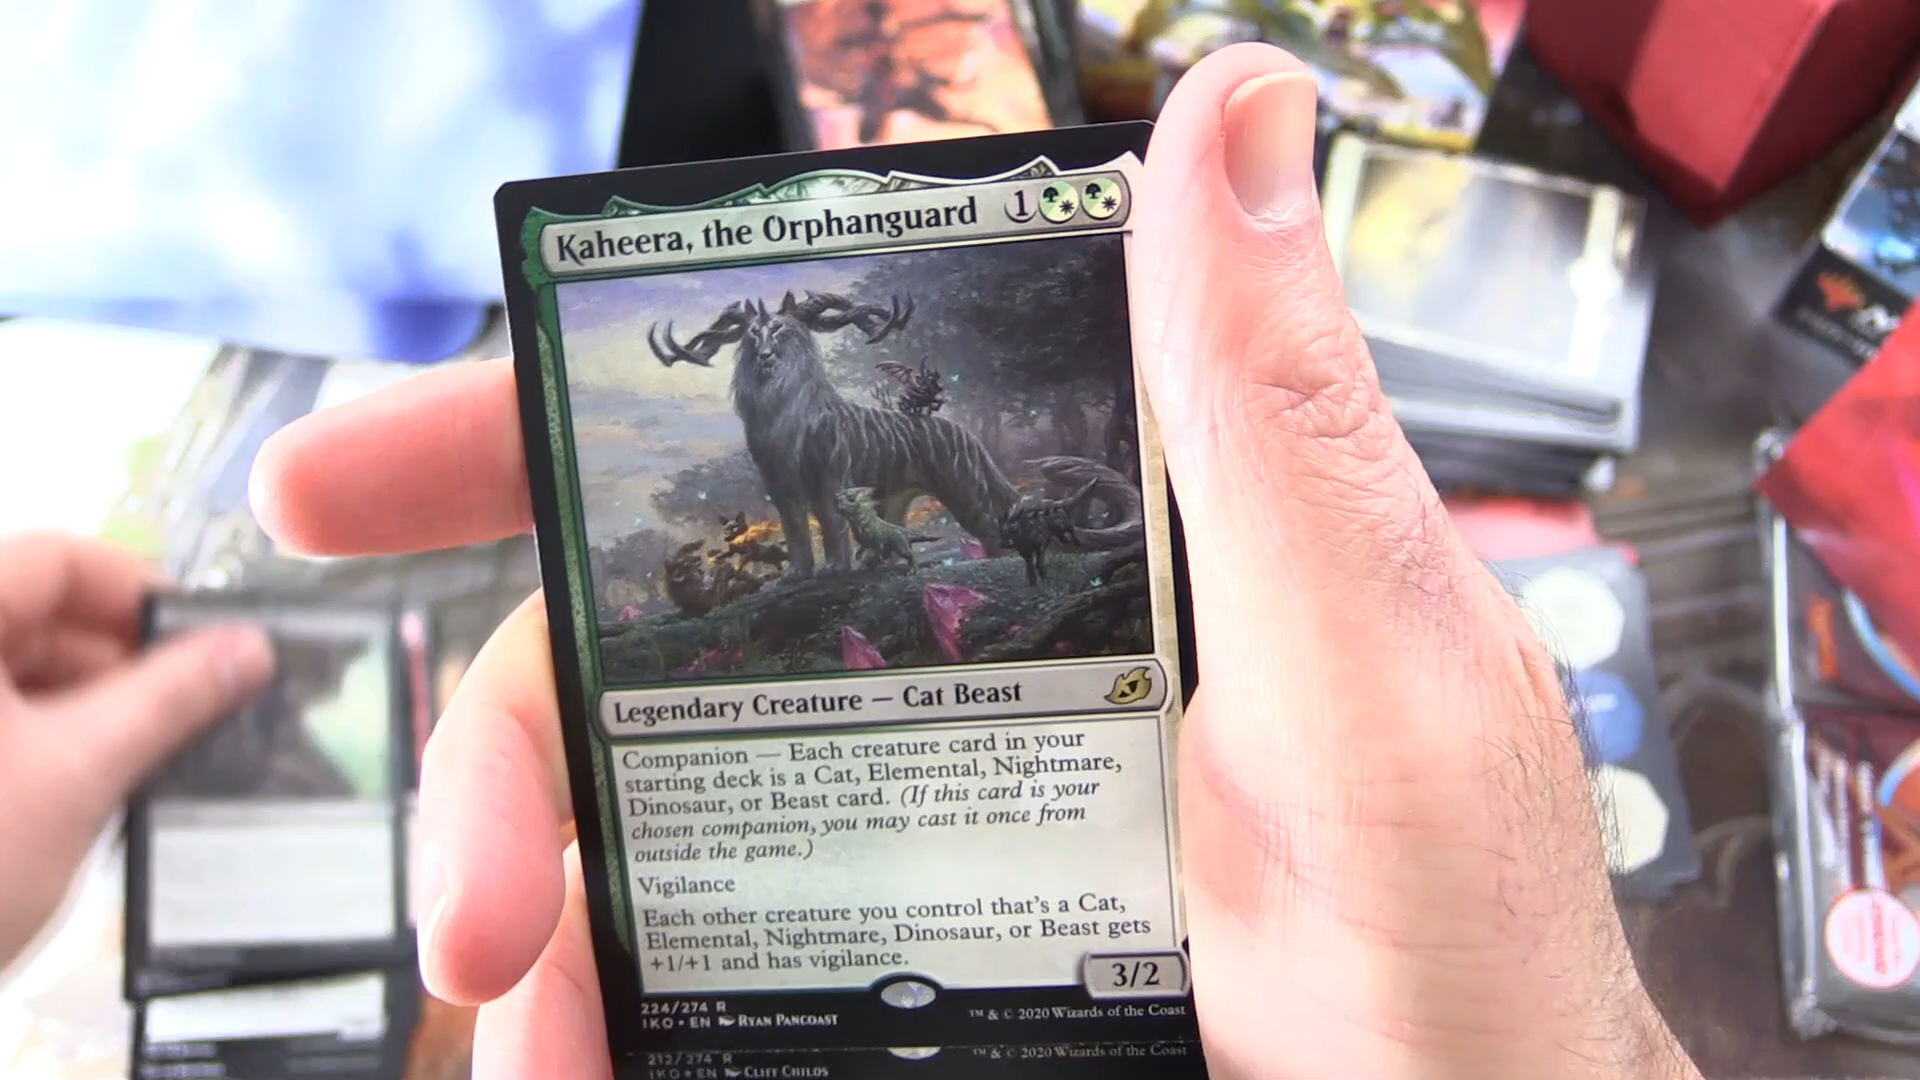 Kaheera, the Orphanguard 1
Legendary Creature — Cat Beast
Companion — Each creature card in your
starting deck is a Cat, Elemental, Nightmare,
Dinosaur, or Beast card. (If this card is your
chosen companion, you may cast it once from
outside the game.)
Vigilance
Each other creature you control that's a Cat,
Elemental, Nightmare, Dinosaur, or Beast gets
+1/+1 and has vigilance.
3/2
224/274 R
IKO • EN RYAN PANCOAST
™ & © 2020 Wizards of the Coast
212/274 R
IKO • EN CLIFF CHILDS
™ & © 2020 Wizards of the Coast